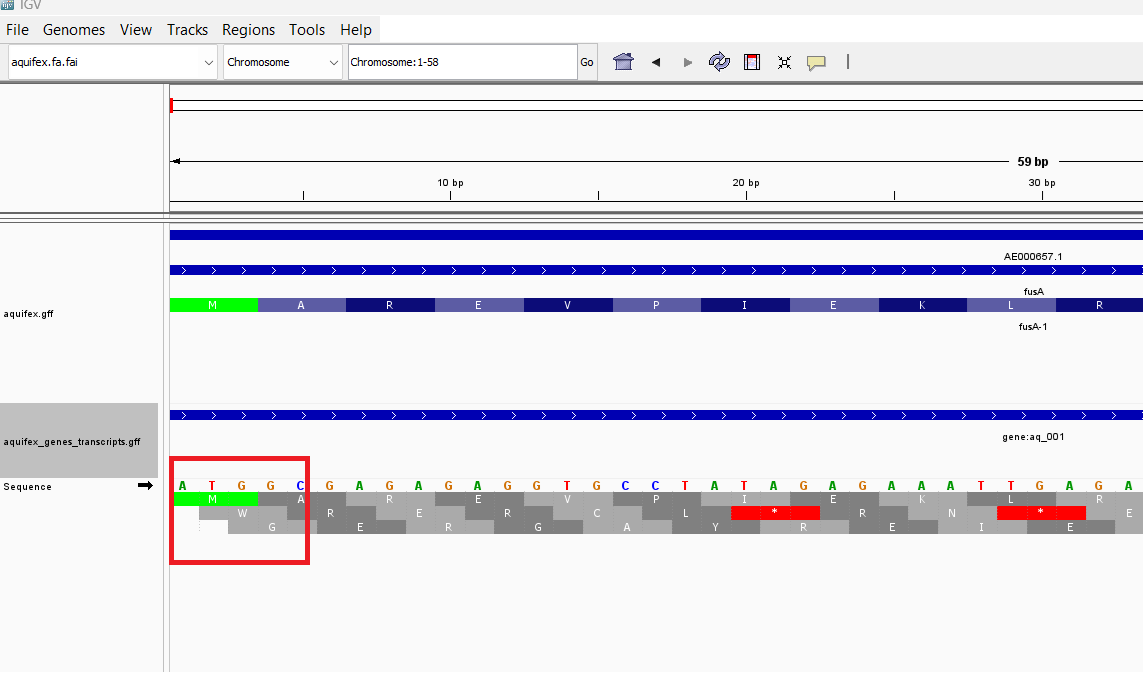 IGV
File Genomes View Tracks Regions Tools Help
aquifex.fa.fai Chromosome Chromosome:1-58 Go
59 bp
10 bp 20 bp 30 bp
AE000657.1
fusA
M A R E V P I E K L R
aquifex.gff
fusA-1
gene:aq_001
aquifex_genes_transcripts.gff
Sequence A T G G C G A G A G A G G T G C C T A T A G A G A A A T T G A G A
M A R E V P I E K L R
W R E R C L * R N * E
G E R G A Y R E I E